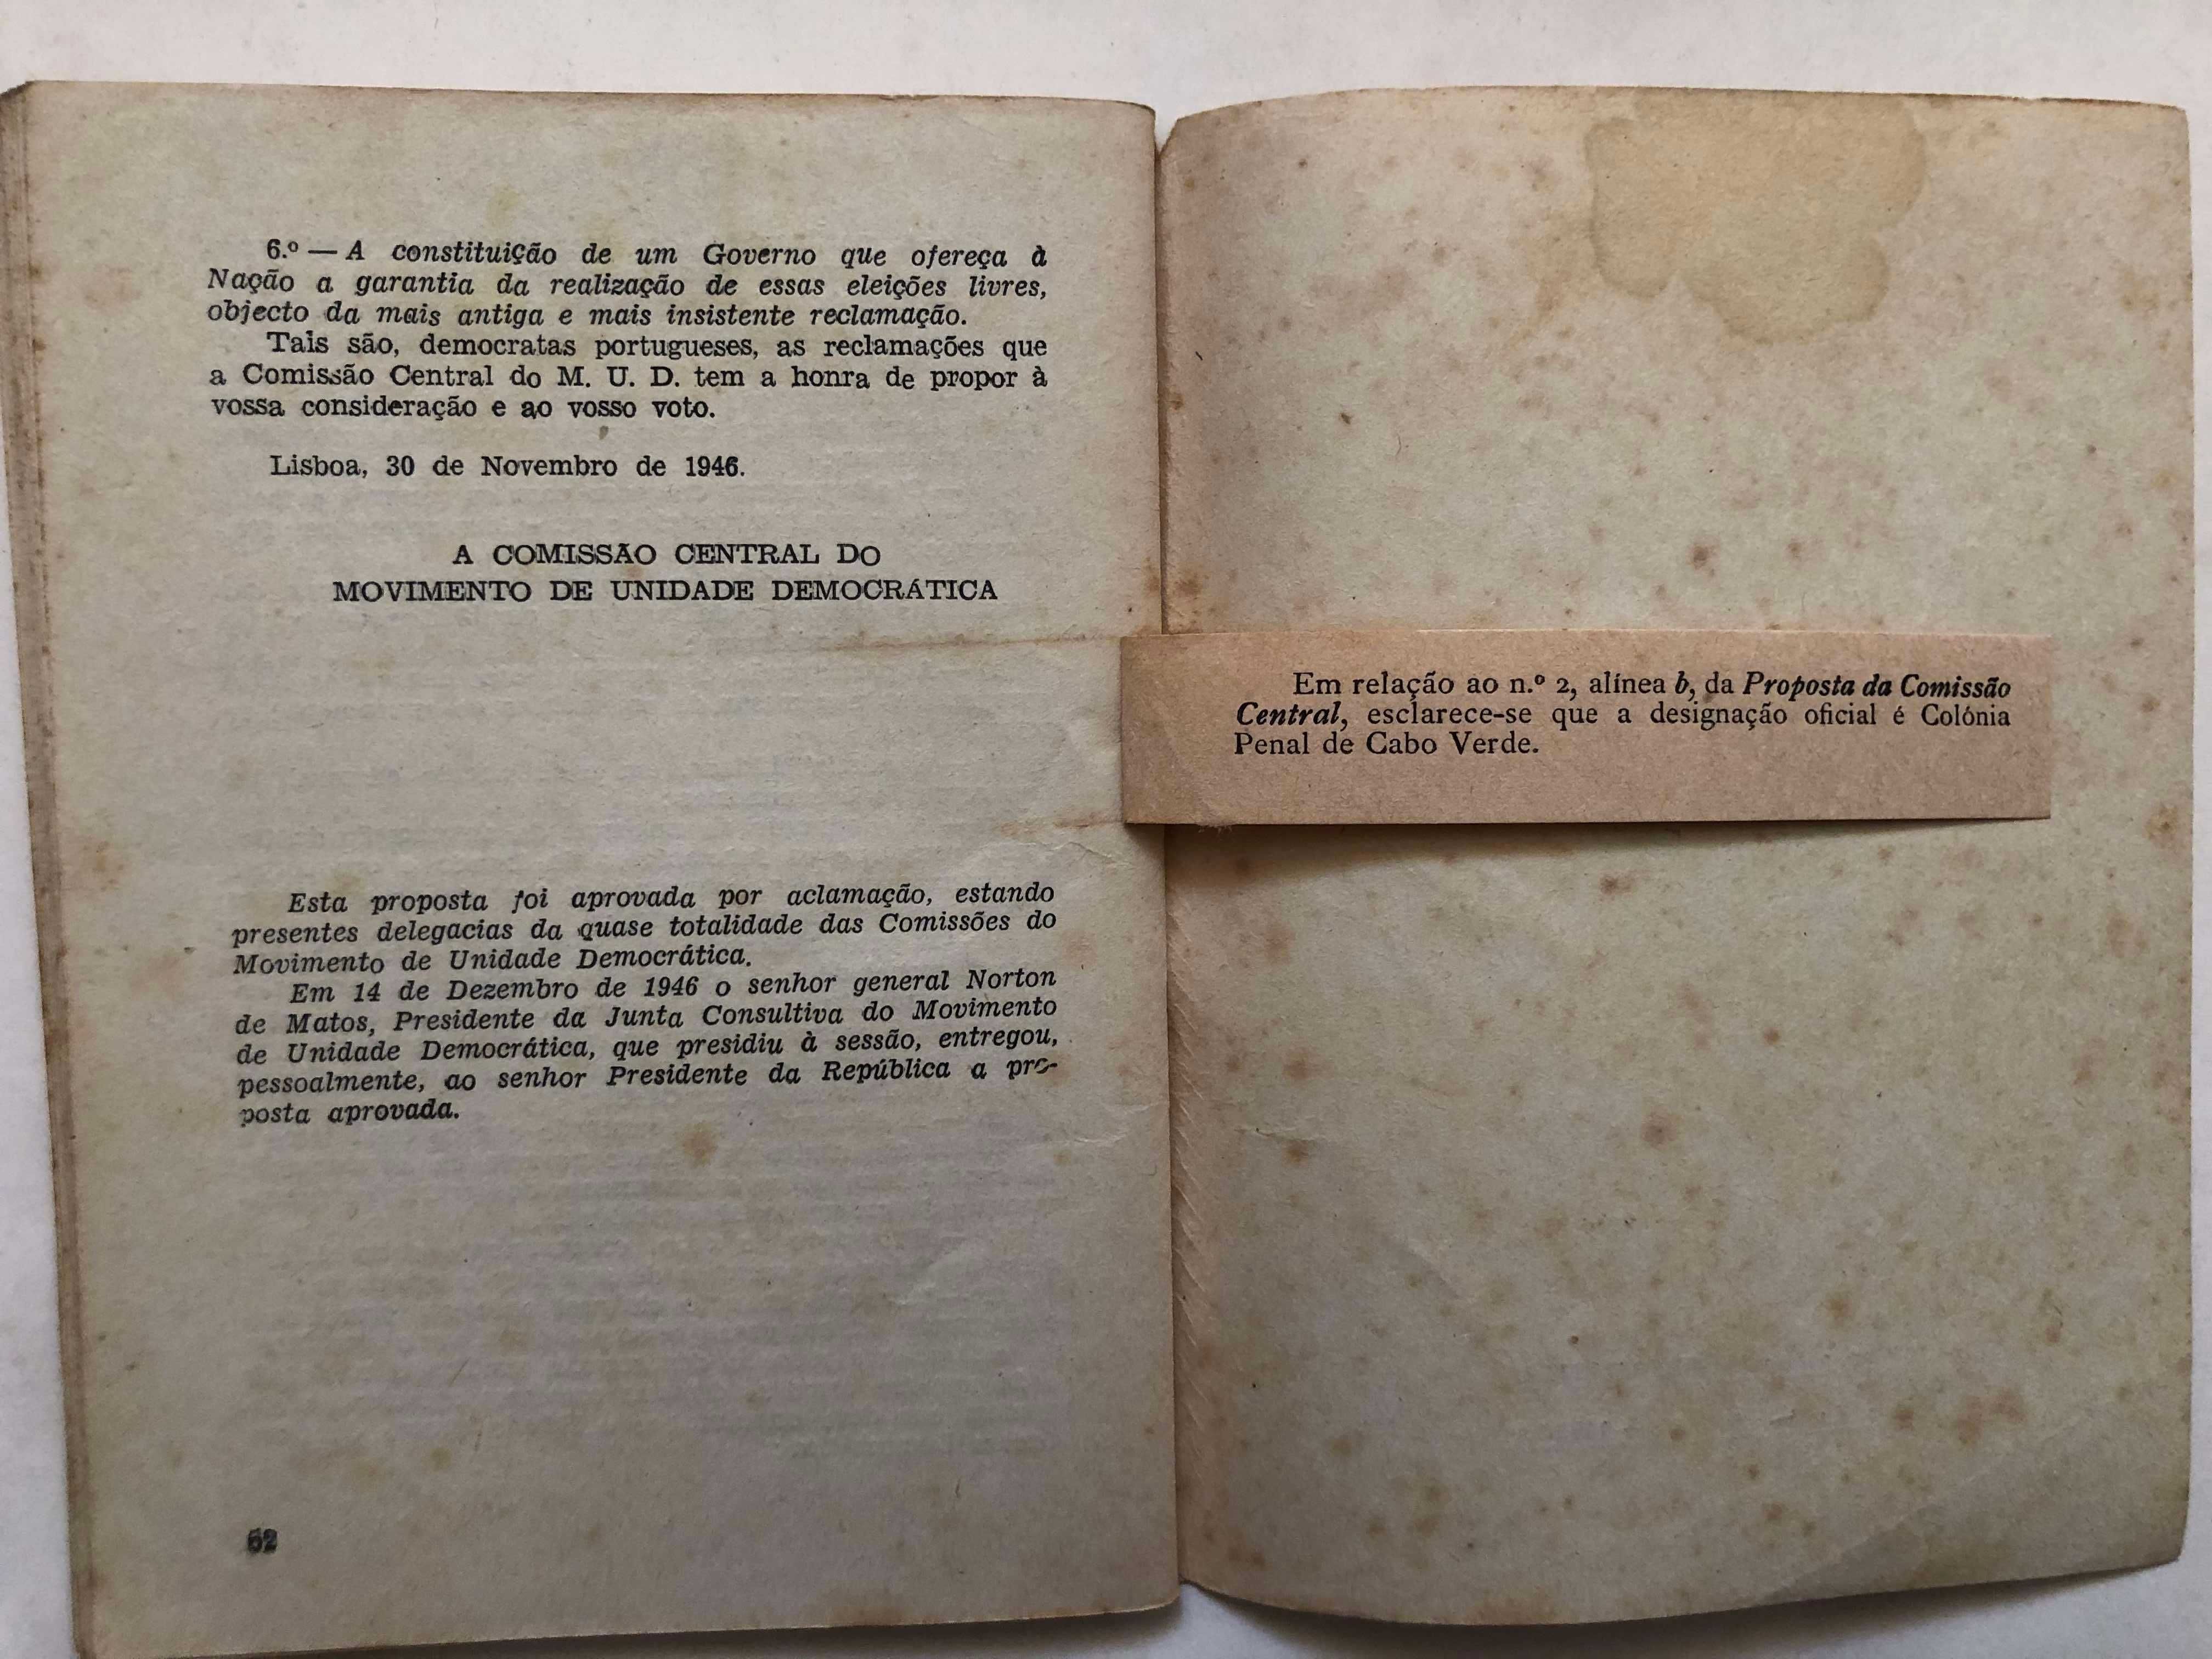 6.º — A constituição de um Governo que ofereça à
Nação a garantia da realização de essas eleições livres,
objecto da mais antiga e mais insistente reclamação.
Tais são, democratas portugueses, as reclamações que
a Comissão Central do M. U. D. tem a honra de propor à
vossa consideração e ao vosso voto.
Lisboa, 30 de Novembro de 1946.
A COMISSÃO CENTRAL DO
MOVIMENTO DE UNIDADE DEMOCRÁTICA
Esta proposta foi aprovada por aclamação, estando
presentes delegacias da quase totalidade das Comissões do
Movimento de Unidade Democrática.
Em 14 de Dezembro de 1946 o senhor general Norton
de Matos, Presidente da Junta Consultiva do Movimento
de Unidade Democrática, que presidiu à sessão, entregou,
pessoalmente, ao senhor Presidente da República a pro-
posta aprovada.
62
Em relação ao n.º 2, alínea b, da Proposta da Comissão
Central, esclarece-se que a designação oficial é Colónia
Penal de Cabo Verde.